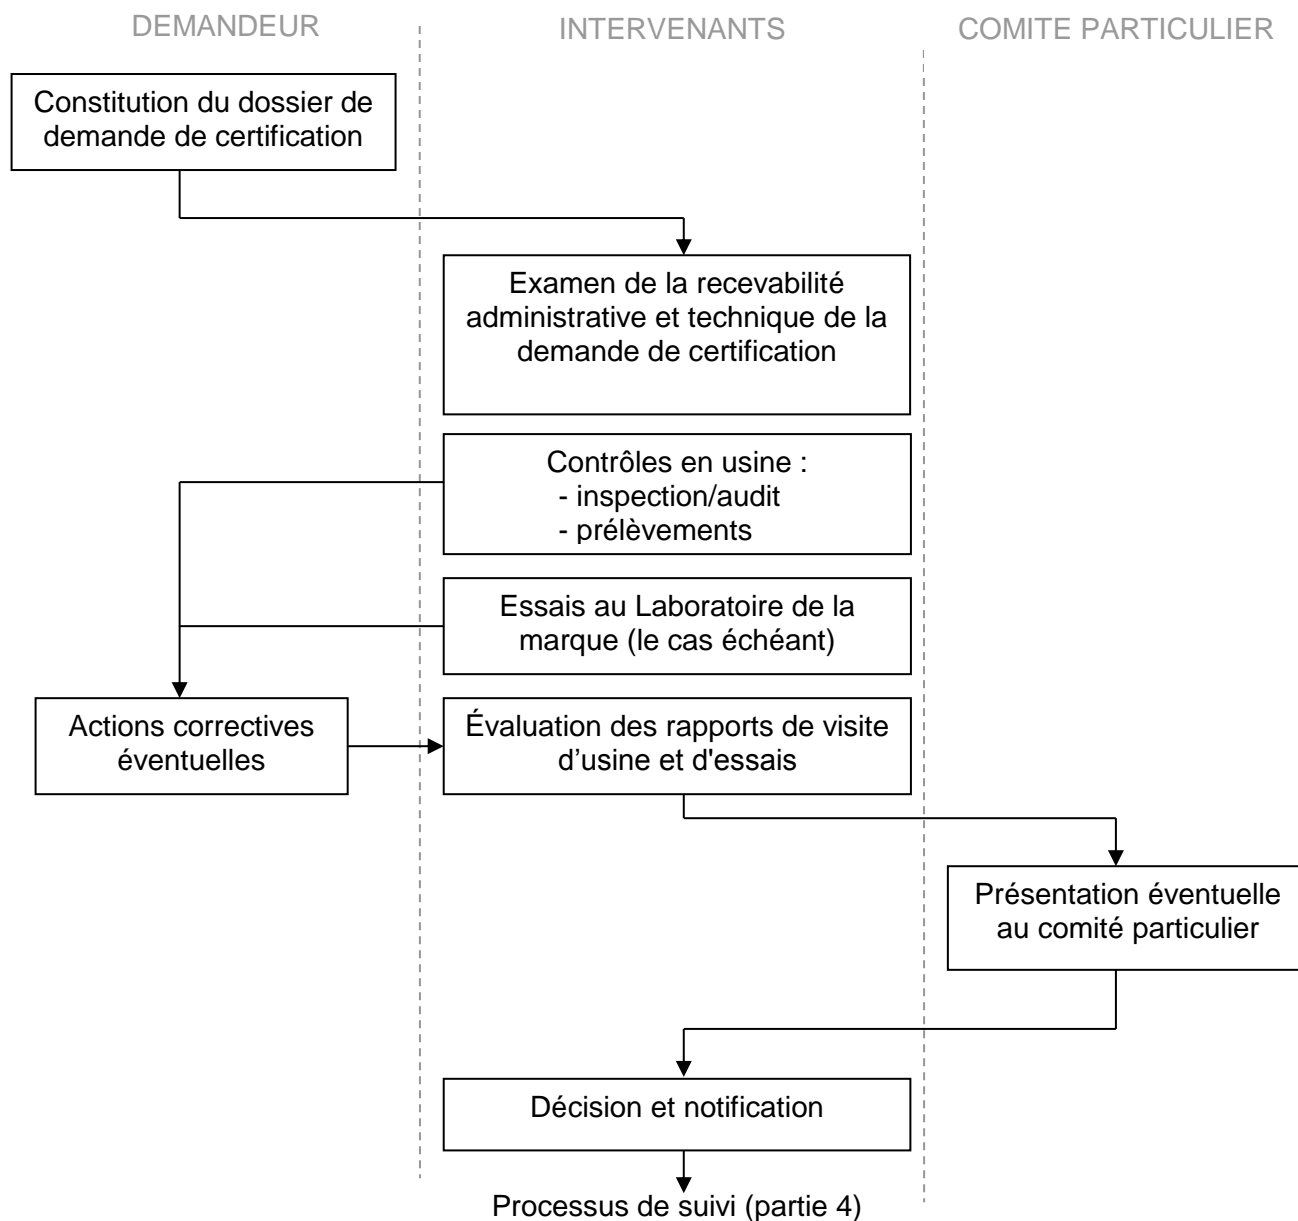 DEMANDEUR
INTERVENANTS
COMITE PARTICULIER
Constitution du dossier de
demande de certification
Examen de la recevabilité
administrative et technique de la
demande de certification
Contrôles en usine :
- inspection/audit
- prélèvements
Essais au Laboratoire de la
marque (le cas échéant)
Actions correctives
éventuelles
Évaluation des rapports de visite
d’usine et d'essais
Présentation éventuelle
au comité particulier
Décision et notification
Processus de suivi (partie 4)